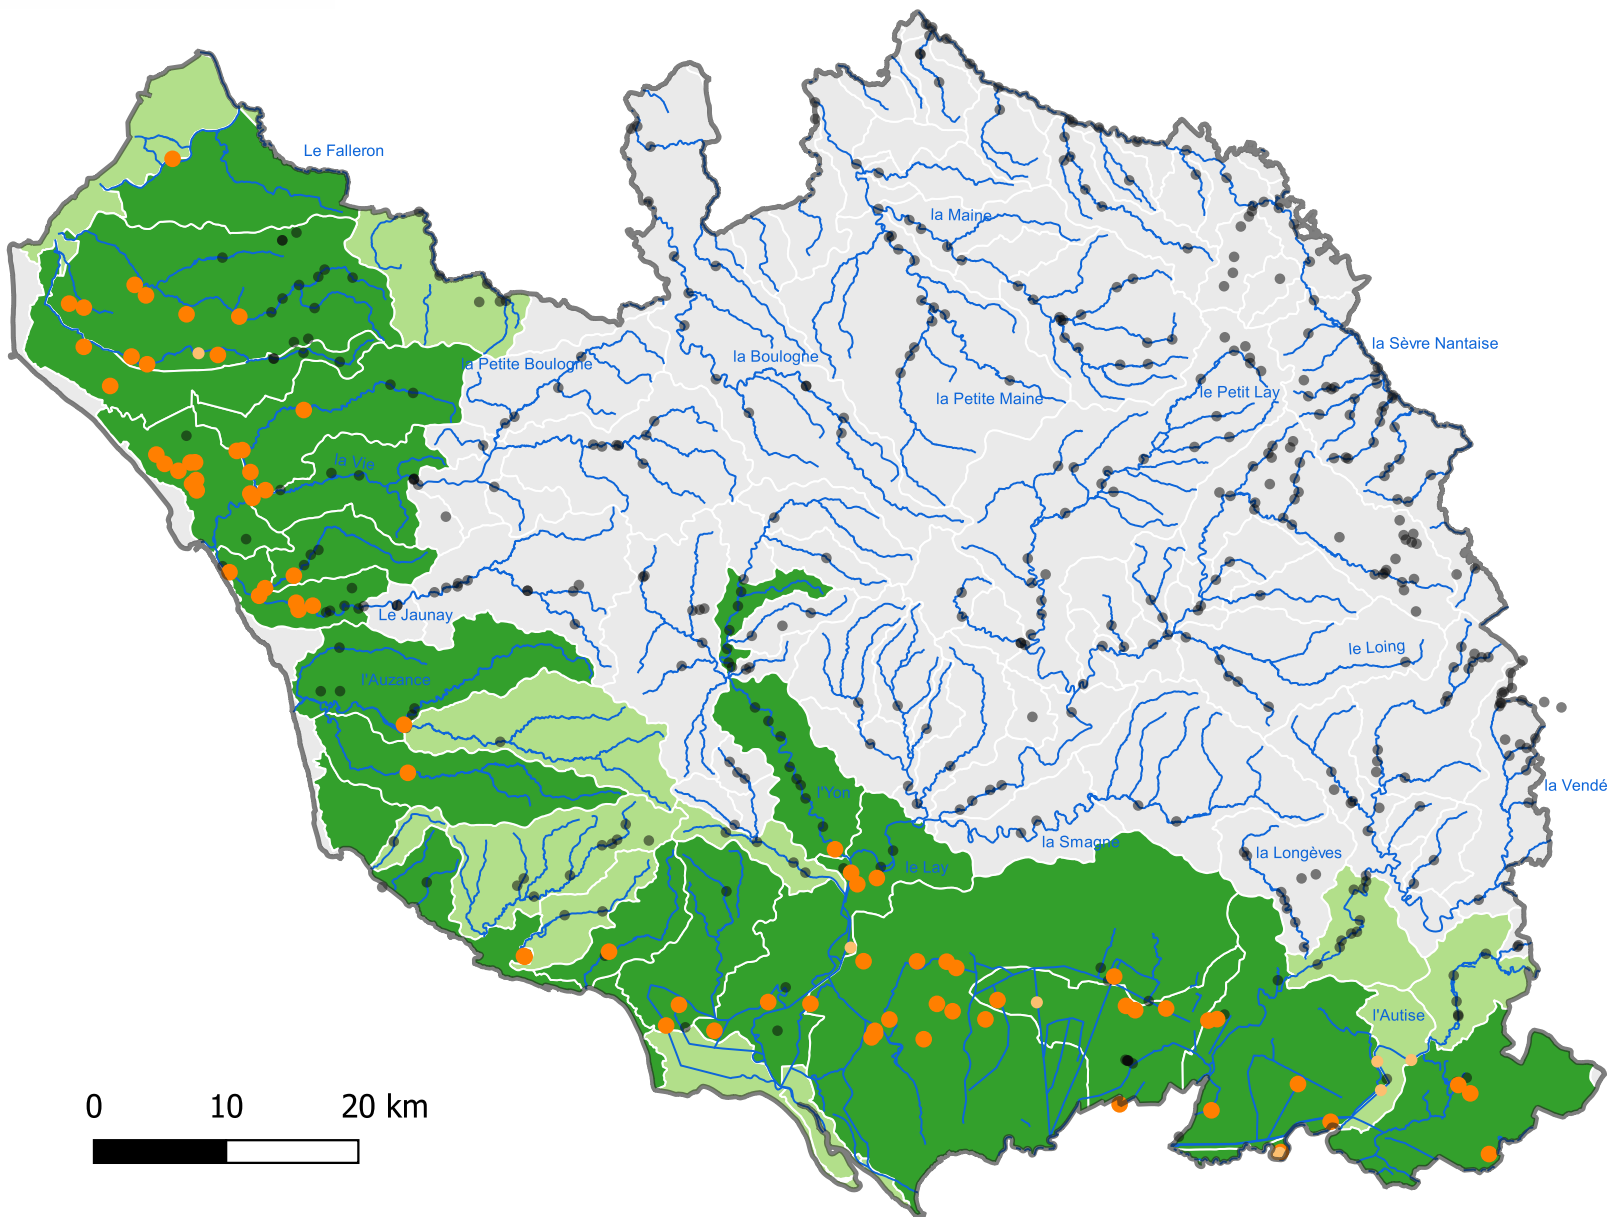 Le Falleron
la Maine
la Sèvre Nantaise
la Boulogne
la Petite Boulogne
le Petit Lay
la Petite Maine
la Vie
Le Jaunay
le Loing
l'Auzance
l'Yon
la Vendé
la Smagne
la Longèves
le Lay
l'Autise
0 10 20 km